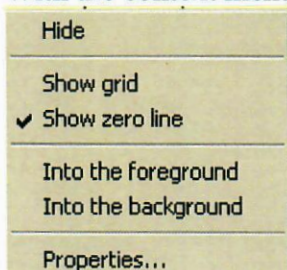 Hide
Show grid
Show zero line
Into the foreground
Into the background
Properties...